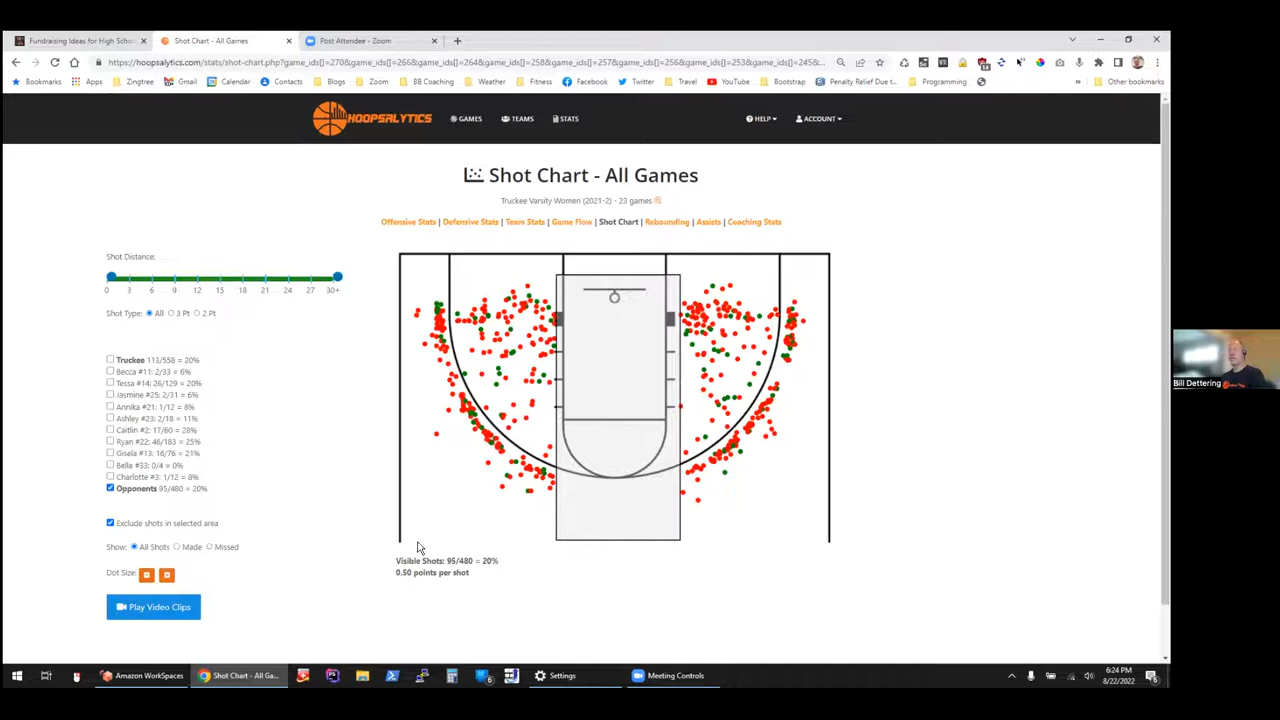 Fundraising Ideas for High Scho
Shot Chart - All Games
Post Attendee - Zoom
https://hoopsalytics.com/stats/shot-chart.php?game_ids[]=270&game_ids[]=266&game_ids[]=264&game_ids[]=258&game_ids[]=257&game_ids[]=256&game_ids[]=253&game_ids[]=245&...
Bookmarks Apps Zingtree Gmail Calendar Contacts Blogs Zoom BB Coaching Weather Fitness Facebook Twitter Travel YouTube Bootstrap Penalty Relief Due t... Programming » Other bookmarks
HOOPSALYTICS GAMES TEAMS STATS HELP ACCOUNT
Shot Chart - All Games
Truckee Varsity Women (2021-2) - 23 games
Offensive Stats | Defensive Stats | Team Stats | Game Flow | Shot Chart | Rebounding | Assists | Coaching Stats
Shot Distance:
0 3 6 9 12 15 18 21 24 27 30+
Shot Type: All 3 Pt 2 Pt
Truckee 113/558 = 20%
Becca #11: 2/33 = 6%
Tessa #14: 26/129 = 20%
Jasmine #25: 2/31 = 6%
Annika #21: 1/12 = 8%
Ashley #23: 2/18 = 11%
Caitlin #2: 17/60 = 28%
Ryan #22: 46/183 = 25%
Gisela #13: 16/76 = 21%
Bella #33: 0/4 = 0%
Charlotte #3: 1/12 = 8%
Opponents 95/480 = 20%
Exclude shots in selected area
Show: All Shots Made Missed
Dot Size:
Play Video Clips
Visible Shots: 95/480 = 20%
0.50 points per shot
Bill Dettering
Amazon WorkSpaces
Shot Chart - All Ga...
Settings
Meeting Controls
6:24 PM
8/22/2022